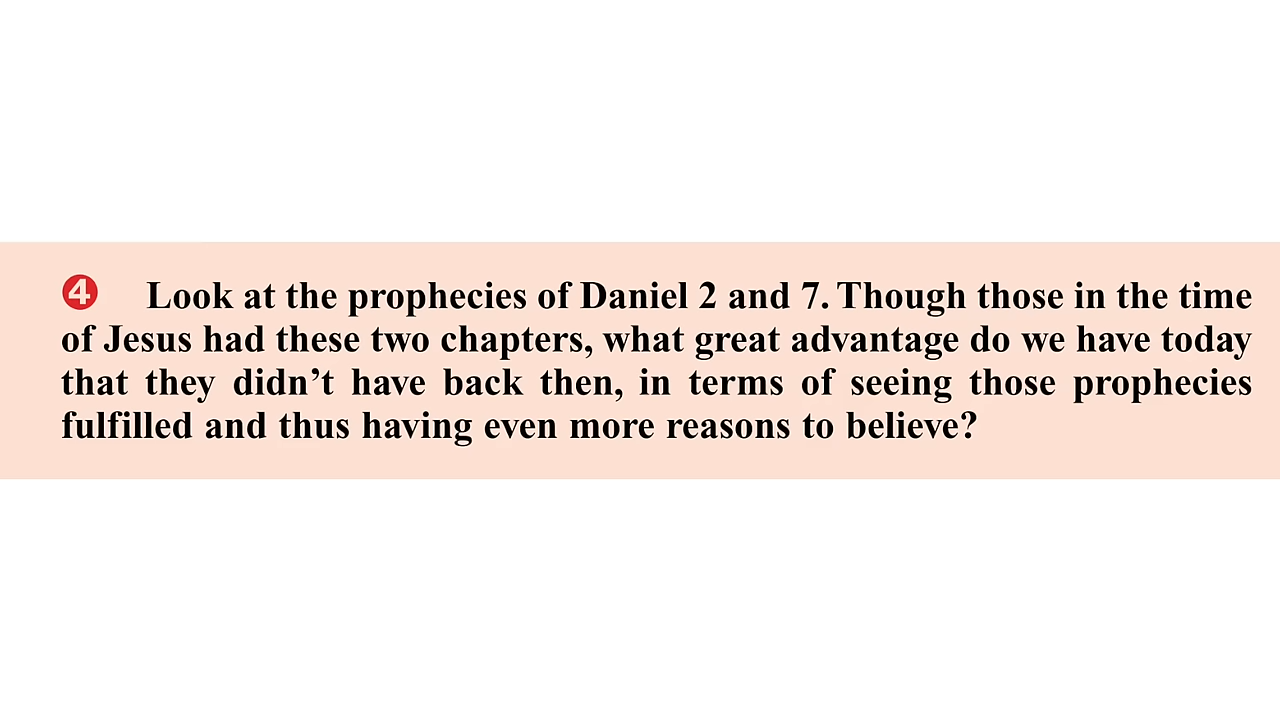 4 Look at the prophecies of Daniel 2 and 7. Though those in the time
of Jesus had these two chapters, what great advantage do we have today
that they didn’t have back then, in terms of seeing those prophecies
fulfilled and thus having even more reasons to believe?